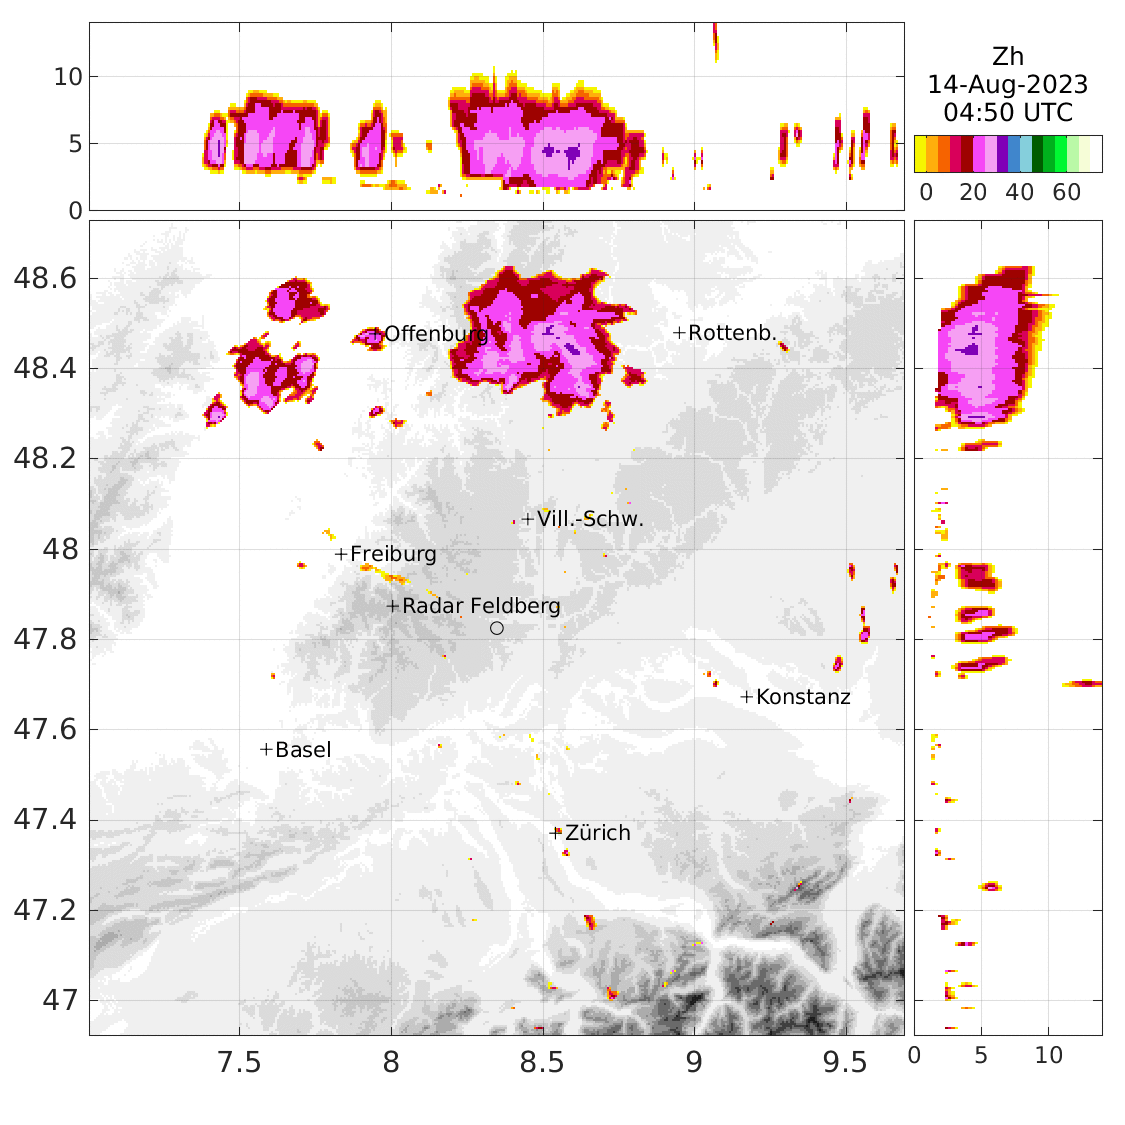 10
5
0
Zh
14-Aug-2023
04:50 UTC
0 20 40 60
48.6
48.4
48.2
48
47.8
47.6
47.4
47.2
47
Offenburg
Rottenb.
Vill.-Schw.
Freiburg
Radar Feldberg
Konstanz
Basel
Zürich
7.5 8 8.5 9 9.5
0 5 10